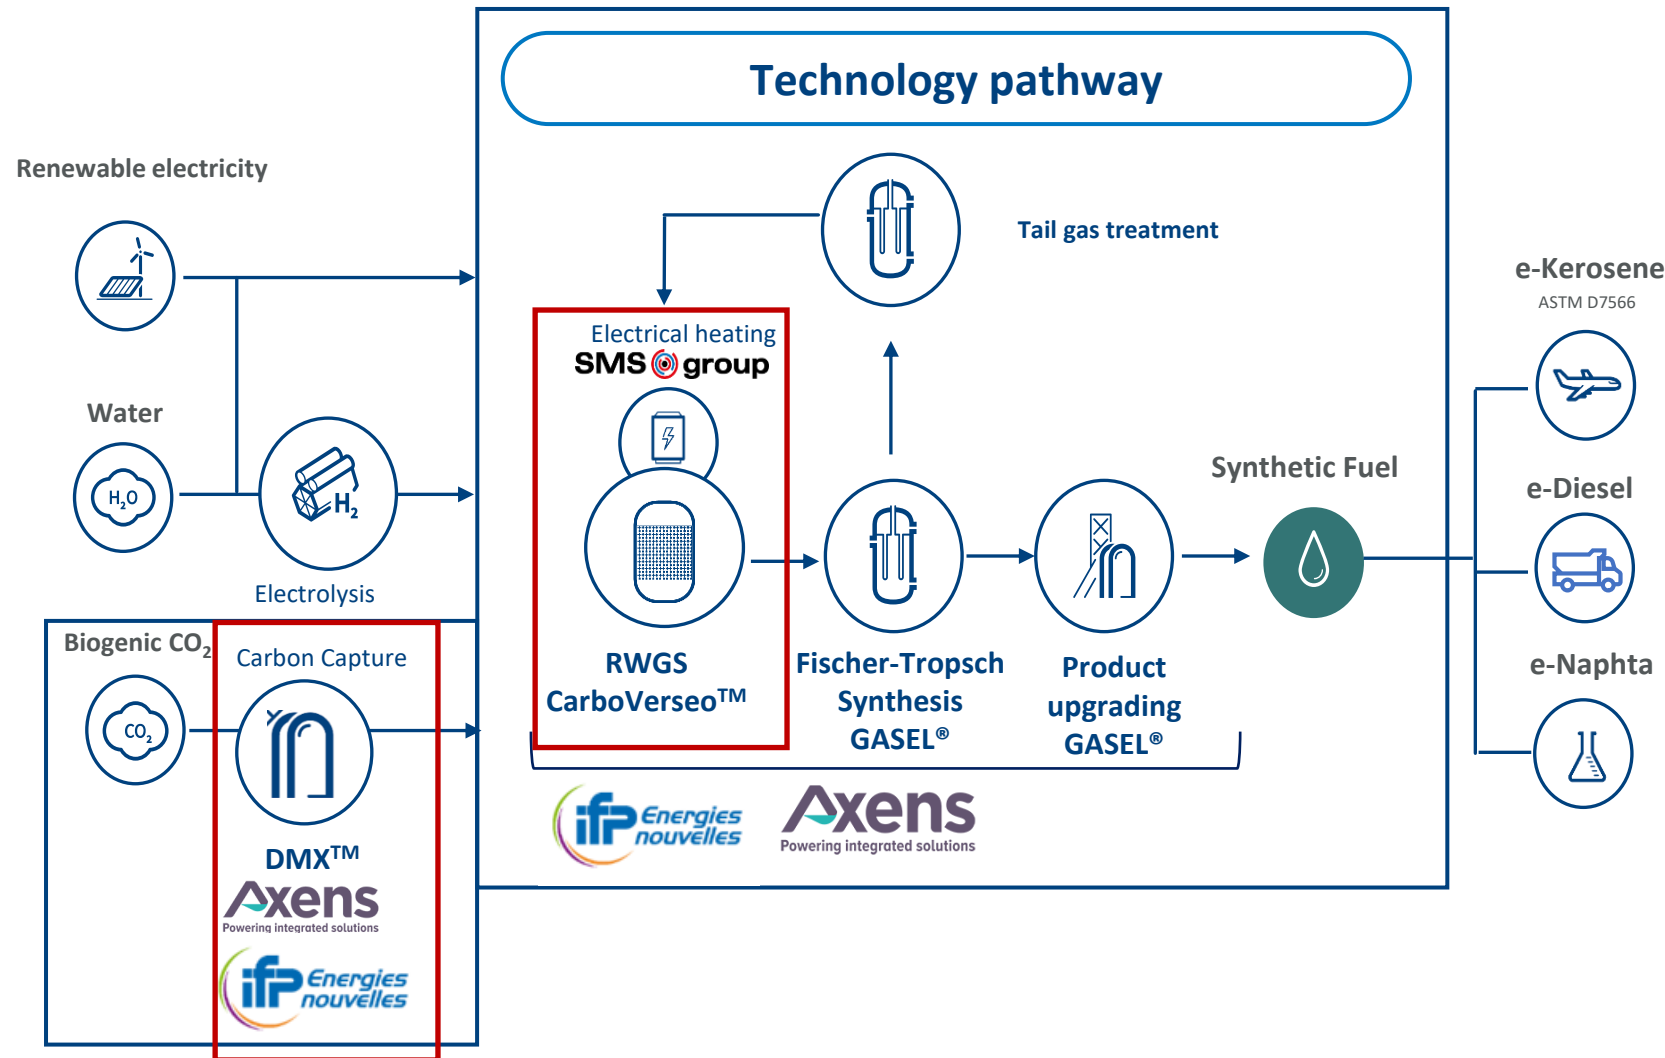 Technology pathway
Renewable electricity
Tail gas treatment
Water
H₂O
H₂
Electrolysis
Biogenic CO₂
CO₂
Carbon Capture
DMX™
Axens
Powering integrated solutions
ifp Energies
nouvelles
Electrical heating
SMS group
RWGS
CarboVerseo™
Fischer-Tropsch
Synthesis
GASEL®
Product
upgrading
GASEL®
ifp Energies
nouvelles
Axens
Powering integrated solutions
Synthetic Fuel
e-Kerosene
ASTM D7566
e-Diesel
e-Naphta